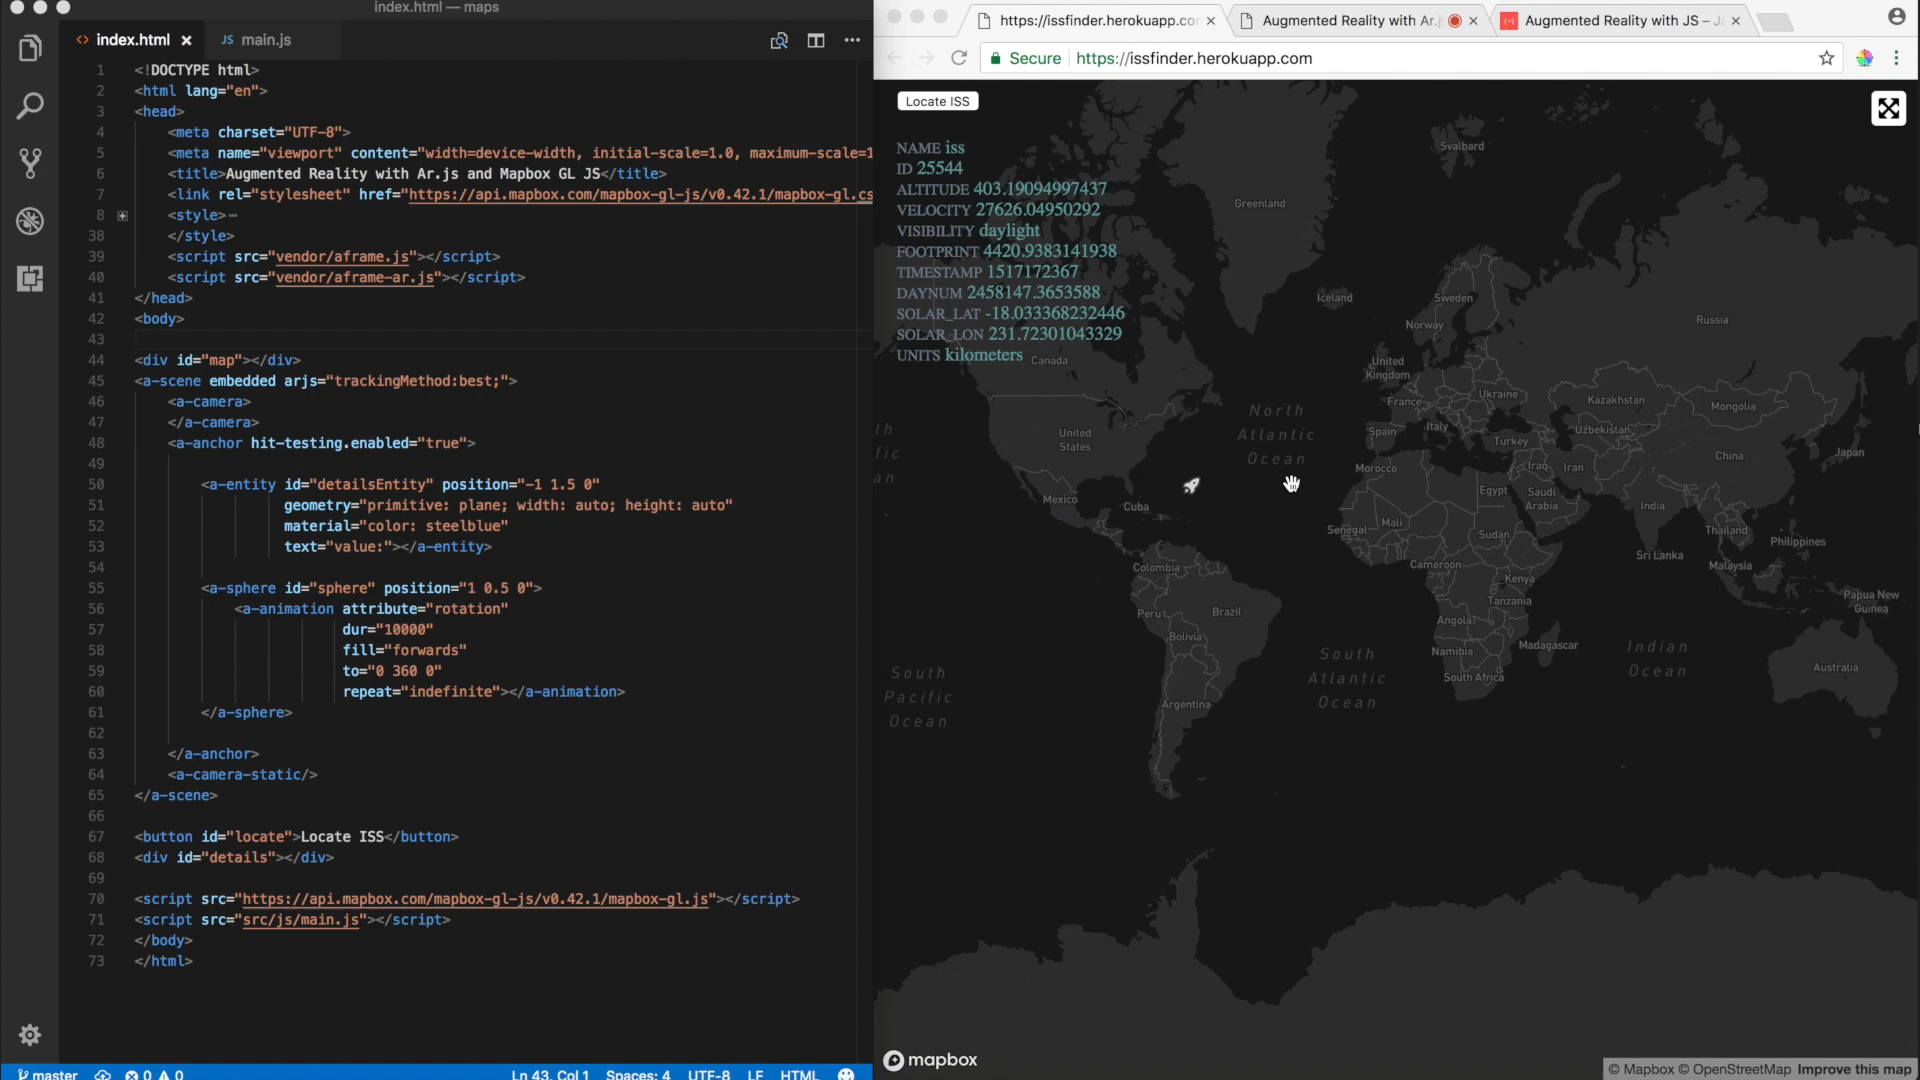 index.html — maps
index.html
JS main.js
1 <!DOCTYPE html>
2 <html lang="en">
3 <head>
4 <meta charset="UTF-8">
5 <meta name="viewport" content="width=device-width, initial-scale=1.0, maximum-scale=1
6 <title>Augmented Reality with Ar.js and Mapbox GL JS</title>
7 <link rel="stylesheet" href="https://api.mapbox.com/mapbox-gl-js/v0.42.1/mapbox-gl.cs
8 <style>⋯
38 </style>
39 <script src="vendor/aframe.js"></script>
40 <script src="vendor/aframe-ar.js"></script>
41 </head>
42 <body>
43
44 <div id="map"></div>
45 <a-scene embedded arjs="trackingMethod:best;">
46 <a-camera>
47 </a-camera>
48 <a-anchor hit-testing.enabled="true">
49
50 <a-entity id="detailsEntity" position="-1 1.5 0"
51 geometry="primitive: plane; width: auto; height: auto"
52 material="color: steelblue"
53 text="value:"></a-entity>
54
55 <a-sphere id="sphere" position="1 0.5 0">
56 <a-animation attribute="rotation"
57 dur="10000"
58 fill="forwards"
59 to="0 360 0"
60 repeat="indefinite"></a-animation>
61 </a-sphere>
62
63 </a-anchor>
64 <a-camera-static/>
65 </a-scene>
66
67 <button id="locate">Locate ISS</button>
68 <div id="details"></div>
69
70 <script src="https://api.mapbox.com/mapbox-gl-js/v0.42.1/mapbox-gl.js"></script>
71 <script src="src/js/main.js"></script>
72 </body>
73 </html>
master
0
0
Ln 43, Col 1
Spaces: 4
UTF-8
LF
HTML
https://issfinder.herokuapp.co
Augmented Reality with Ar.j
Augmented Reality with JS – J
Secure
https://issfinder.herokuapp.com
Locate ISS
NAME iss
ID 25544
ALTITUDE 403.19094997437
VELOCITY 27626.04950292
VISIBILITY daylight
FOOTPRINT 4420.9383141938
TIMESTAMP 1517172367
DAYNUM 2458147.3653588
SOLAR_LAT -18.033368232446
SOLAR_LON 231.72301043329
UNITS kilometers
Svalbard
Greenland
Iceland
Sweden
Norway
Russia
Canada
United
Kingdom
Ukraine
Kazakhstan
Mongolia
France
North
Atlantic
Ocean
Italy
Uzbekistan
Spain
United
States
Turkey
Japan
China
Morocco
Iraq
Iran
Mexico
Egypt
Saudi
Arabia
India
Cuba
Mali
Senegal
Sudan
Thailand
Philippines
Sri Lanka
Colombia
Cameroon
Malaysia
Kenya
Papua New
Guinea
Peru
Brazil
Tanzania
Angola
Bolivia
Madagascar
Namibia
Indian
Ocean
South
Atlantic
Ocean
Australia
South Africa
South
Pacific
Ocean
Argentina
mapbox
© Mapbox © OpenStreetMap Improve this map